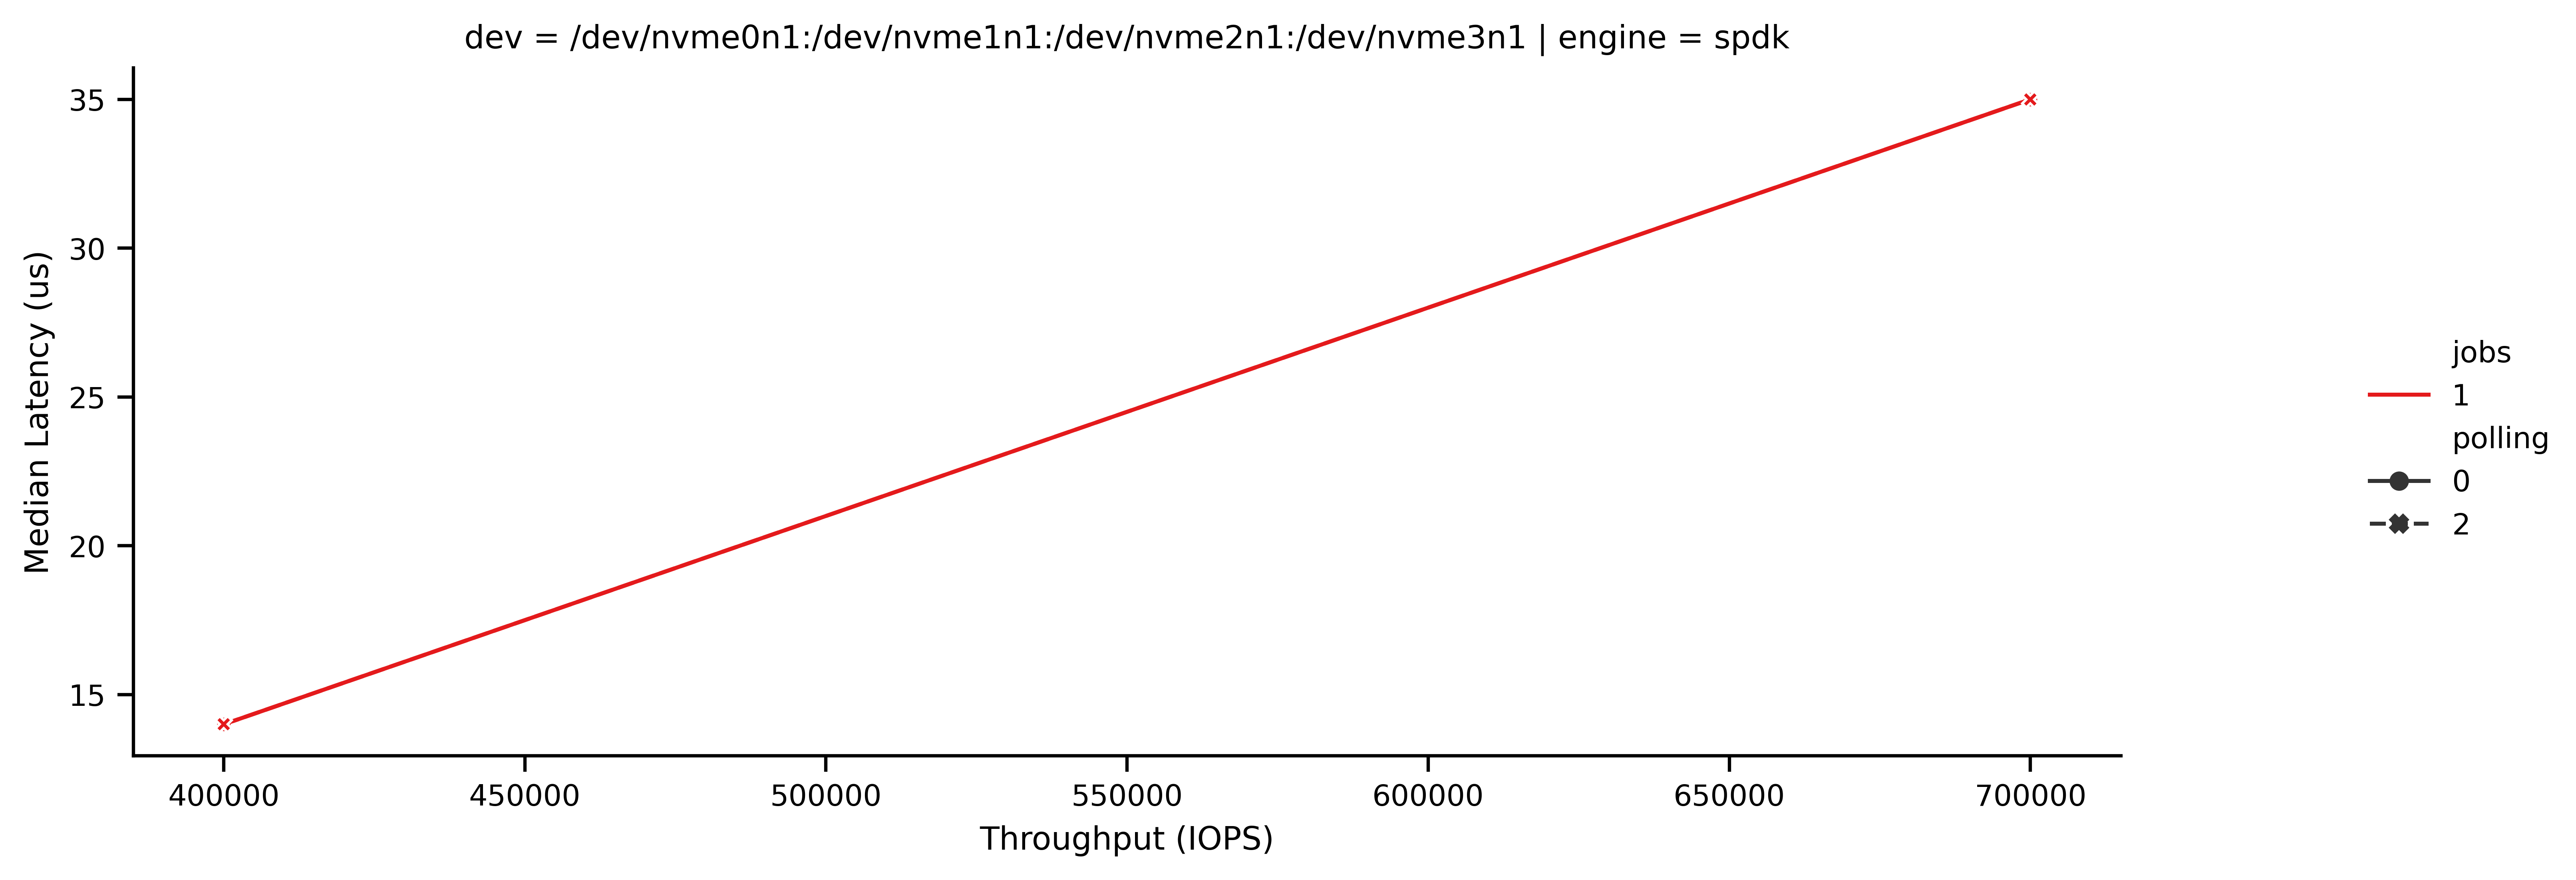 dev = /dev/nvme0n1:/dev/nvme1n1:/dev/nvme2n1:/dev/nvme3n1 | engine = spdk
Median Latency (us)
35
30
25
20
15
400000 450000 500000 550000 600000 650000 700000
Throughput (IOPS)
jobs
1
polling
0
2